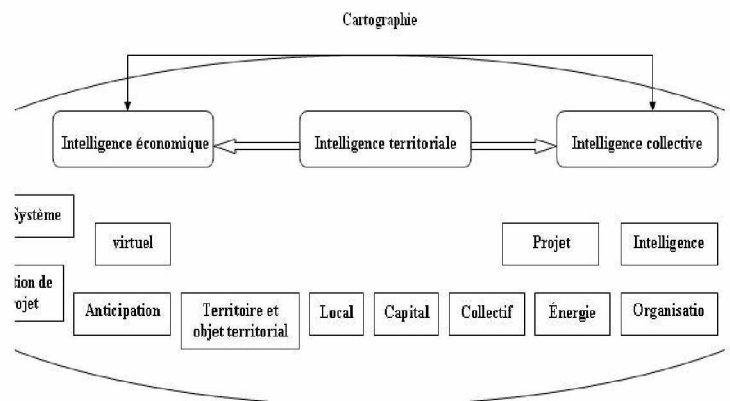 Cartographie
Intelligence économique
Intelligence territoriale
Intelligence collective
Système
virtuel
Projet
Intelligence
tion de
ojet
Anticipation
Territoire et
objet territorial
Local
Capital
Collectif
Énergie
Organisatio